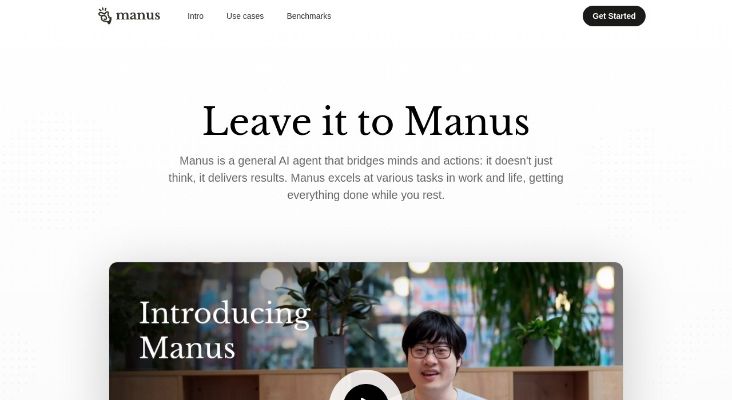 manus
Intro
Use cases
Benchmarks
Get Started
Leave it to Manus
Manus is a general AI agent that bridges minds and actions: it doesn't just
think, it delivers results. Manus excels at various tasks in work and life, getting
everything done while you rest.
Introducing
Manus